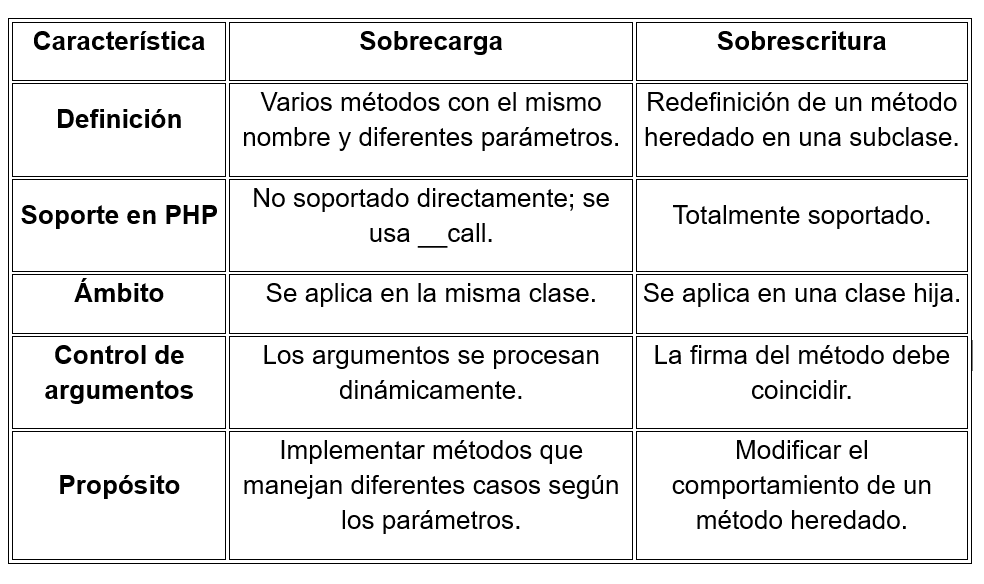 Característica Sobrecarga Sobrescritura
Definición
Varios métodos con el mismo
nombre y diferentes parámetros.
Redefinición de un método
heredado en una subclase.
Soporte en PHP
No soportado directamente; se
usa __call.
Totalmente soportado.
Ámbito
Se aplica en la misma clase.
Se aplica en una clase hija.
Control de
argumentos
Los argumentos se procesan
dinámicamente.
La firma del método debe
coincidir.
Propósito
Implementar métodos que
manejan diferentes casos según
los parámetros.
Modificar el
comportamiento de un
método heredado.